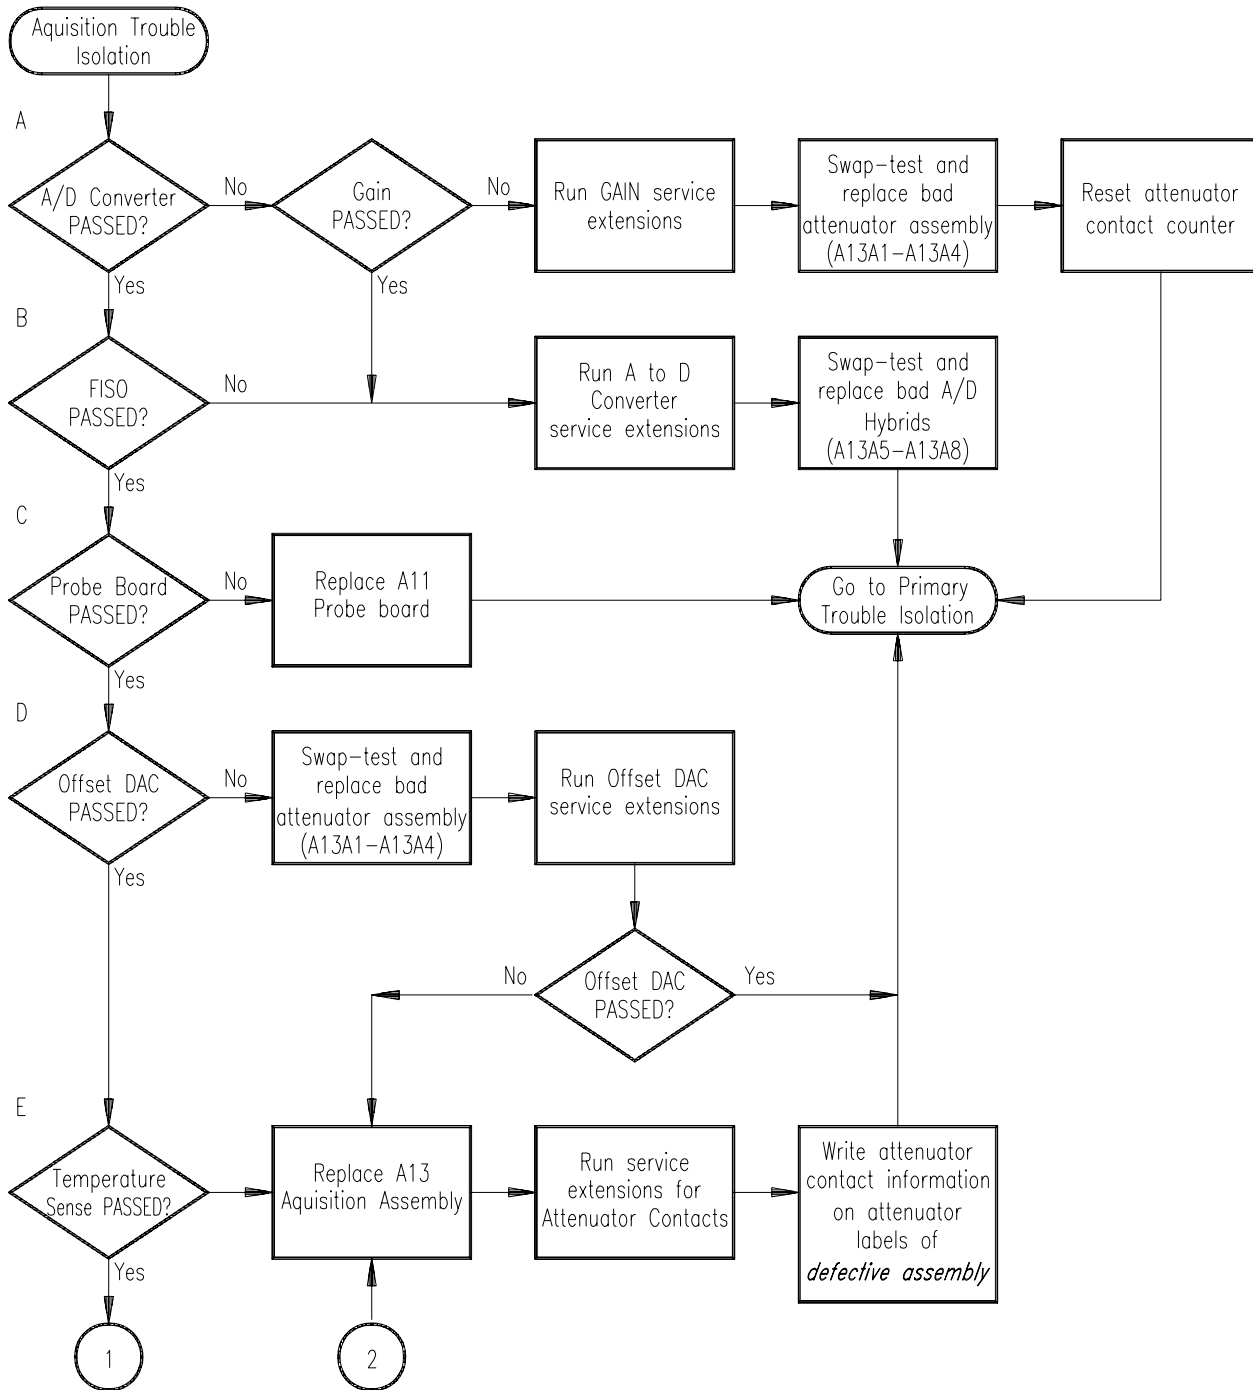 Aquisition Trouble
Isolation
A
A/D Converter
PASSED?
No
Yes
Gain
PASSED?
No
Yes
Run GAIN service
extensions
Swap-test and
replace bad
attenuator assembly
(A13A1-A13A4)
Reset attenuator
contact counter
B
FISO
PASSED?
No
Yes
Run A to D
Converter
service extensions
Swap-test and
replace bad A/D
Hybrids
(A13A5-A13A8)
C
Probe Board
PASSED?
No
Yes
Replace A11
Probe board
Go to Primary
Trouble Isolation
D
Offset DAC
PASSED?
No
Yes
Swap-test and
replace bad
attenuator assembly
(A13A1-A13A4)
Run Offset DAC
service extensions
No
Offset DAC
PASSED?
Yes
E
Temperature
Sense PASSED?
Yes
Replace A13
Aquisition Assembly
Run service
extensions for
Attenuator Contacts
Write attenuator
contact information
on attenuator
labels of
defective assembly
1
2